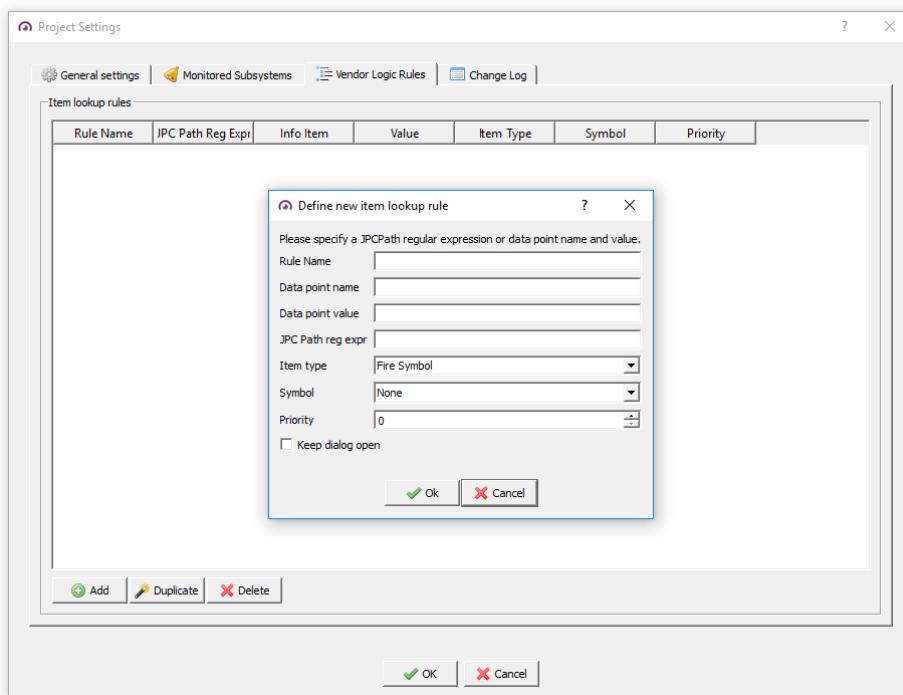 Project Settings
?
General settings
Monitored Subsystems
Vendor Logic Rules
Change Log
Item lookup rules
Rule Name
JPC Path Reg Expr
Info Item
Value
Item Type
Symbol
Priority
Define new item lookup rule
?
Please specify a JPCPath regular expression or data point name and value.
Rule Name
Data point name
Data point value
JPC Path reg expr
Item type
Fire Symbol
Symbol
None
Priority
0
Keep dialog open
Ok
Cancel
Add
Duplicate
Delete
OK
Cancel